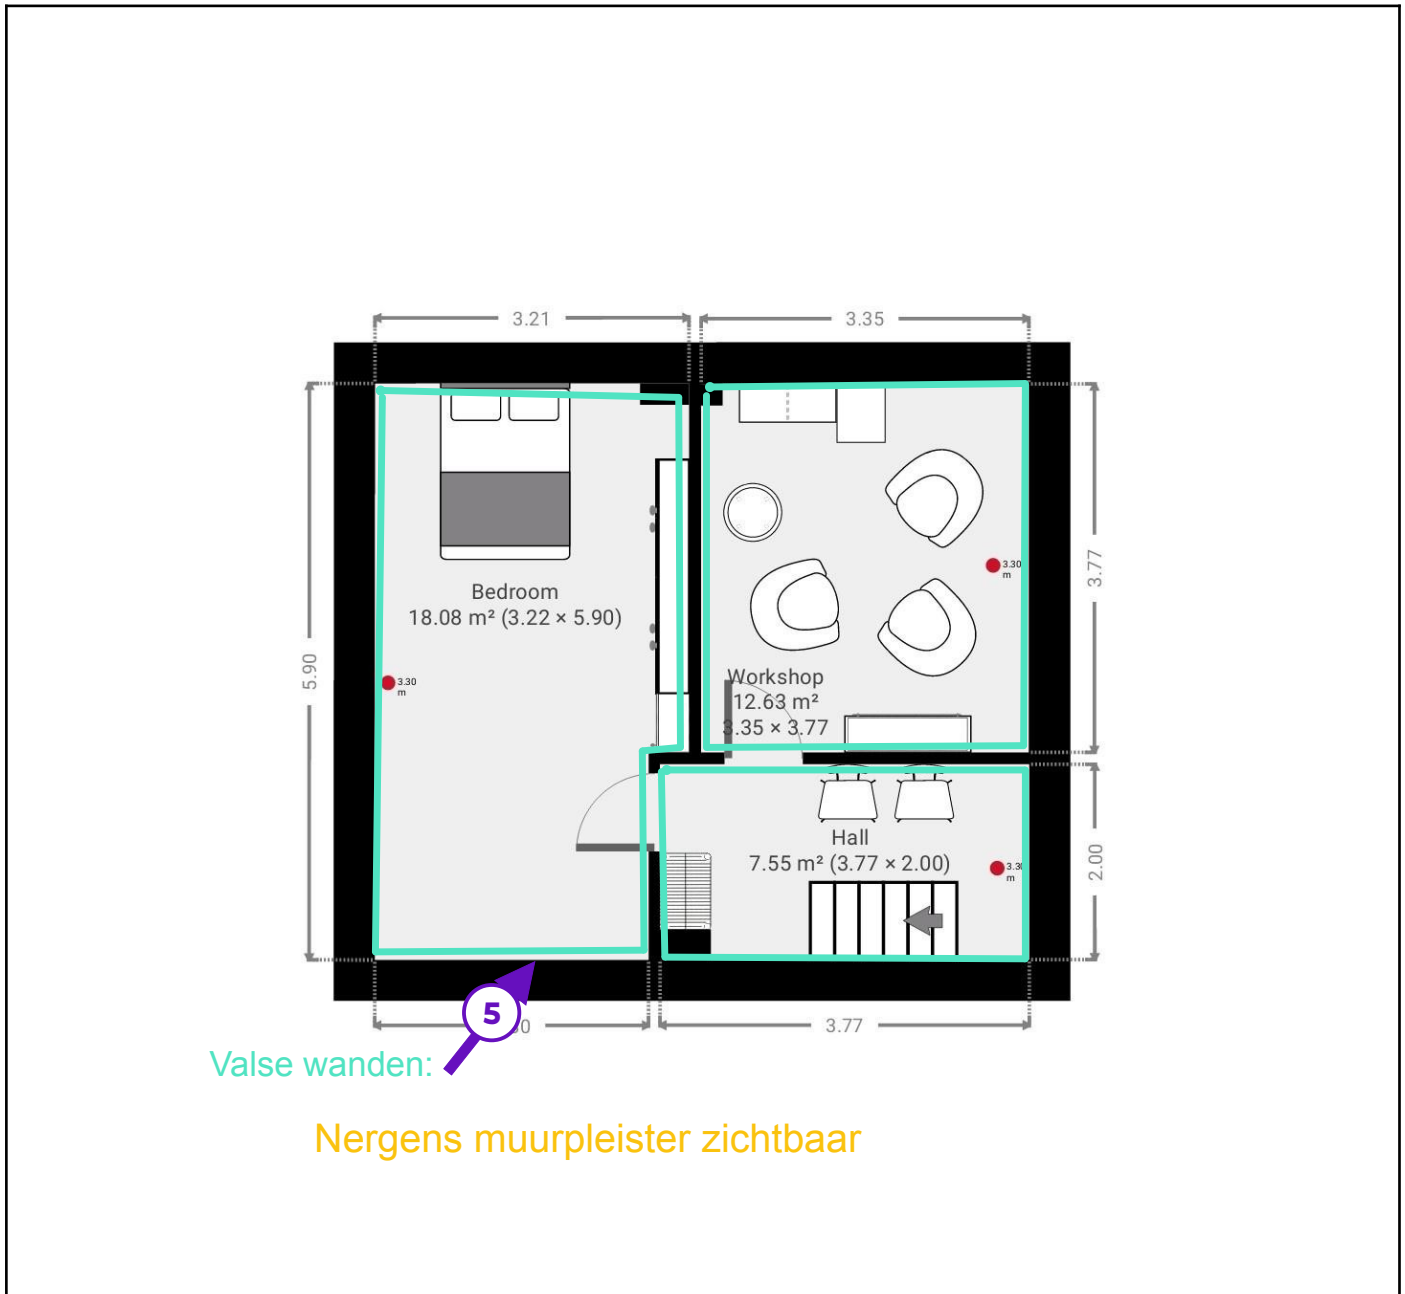 3.21
3.35
Bedroom
18.08 m² (3.22 × 5.90)
3.30
m
3.77
5.90
3.30
m
Workshop
12.63 m²
3.35 × 3.77
Hall
7.55 m² (3.77 × 2.00)
3.30
m
2.00
5
3.77
Valse wanden:
Nergens muurpleister zichtbaar